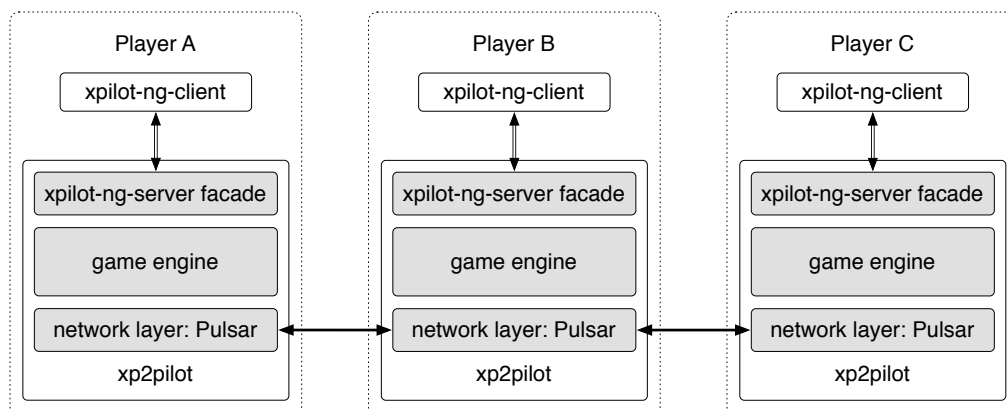 Player A
xpilot-ng-client
xpilot-ng-server facade
game engine
network layer: Pulsar
xp2pilot
Player B
xpilot-ng-client
xpilot-ng-server facade
game engine
network layer: Pulsar
xp2pilot
Player C
xpilot-ng-client
xpilot-ng-server facade
game engine
network layer: Pulsar
xp2pilot